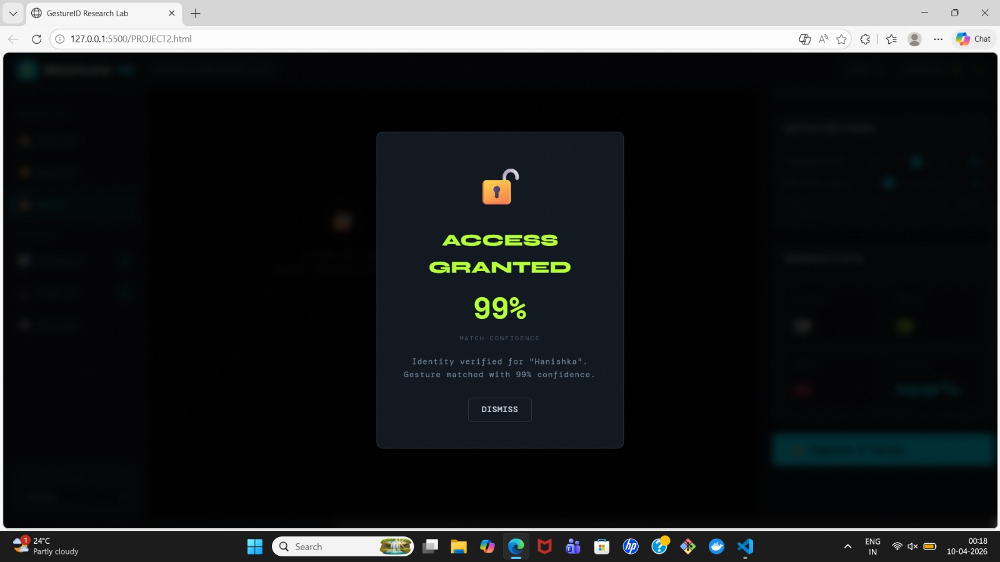 GestureID Research Lab
127.0.0.1:5500/PROJECT2.html
Chat
ACCESS
GRANTED
99%
MATCH CONFIDENCE
Identity verified for "Hanishka".
Gesture matched with 99% confidence.
DISMISS
1
24°C
Partly cloudy
Search
hp
ENG
IN
00:18
10-04-2026